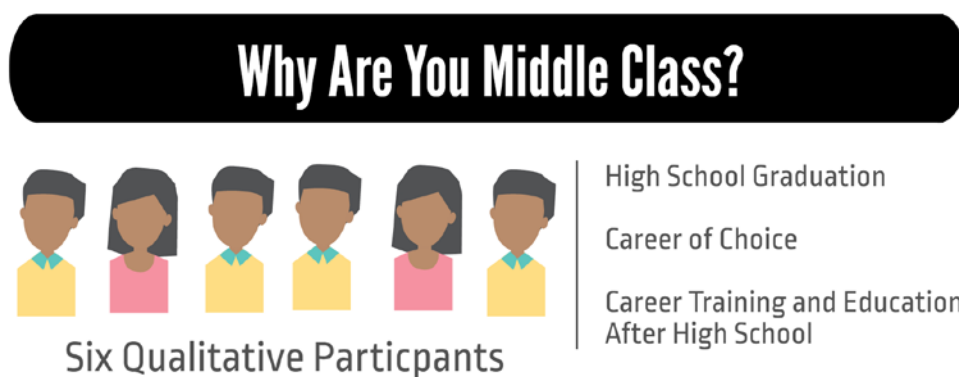 Why Are You Middle Class?
High School Graduation
Career of Choice
Career Training and Education
After High School
Six Qualitative Particpants